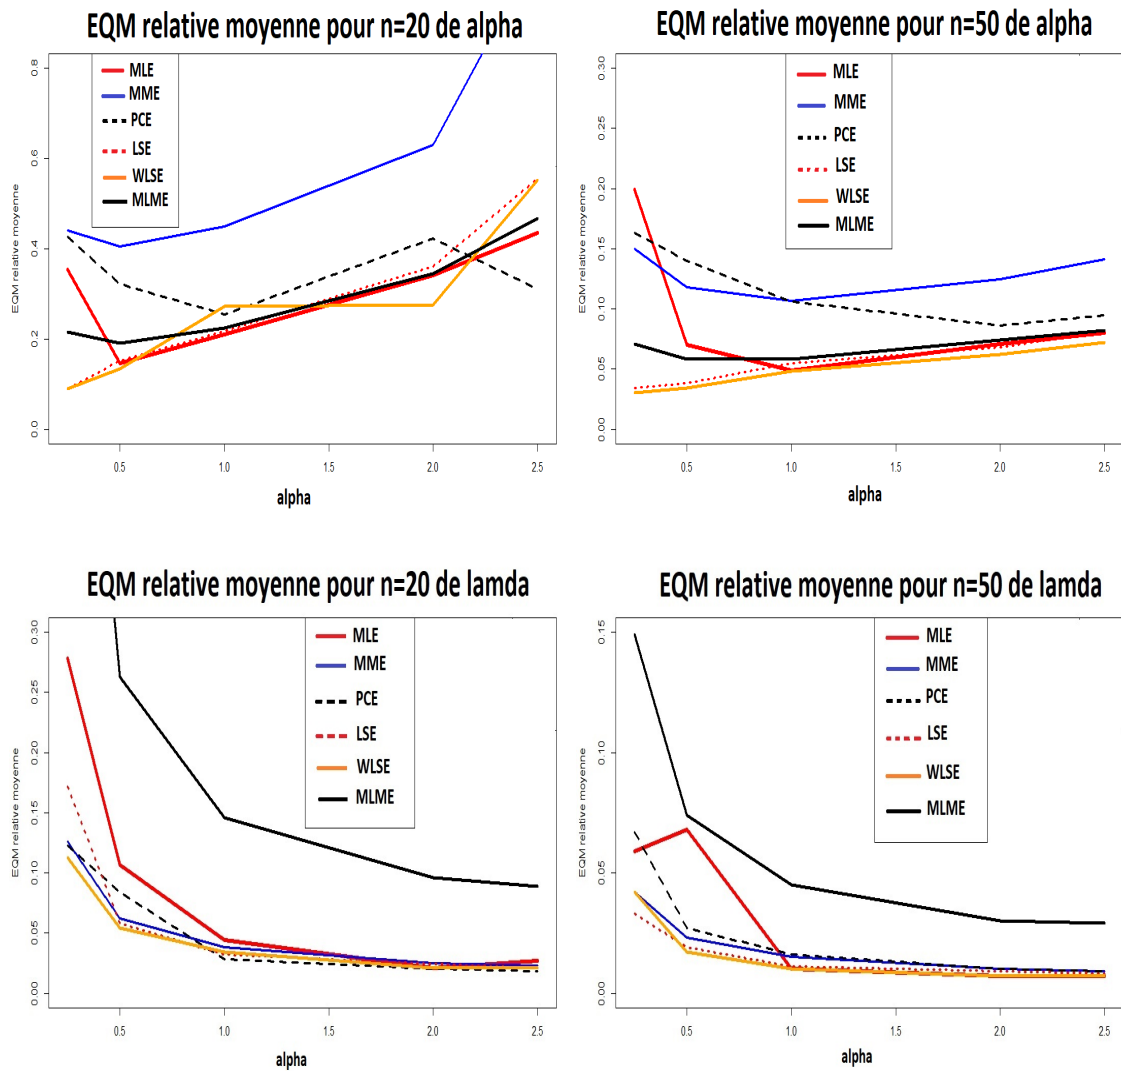 EQM relative moyenne pour n=20 de alpha
EQM relative moyenne
0.0
0.2
0.4
0.6
0.8
MLE
MME
PCE
LSE
WLSE
MLME
0.5 1.0 1.5 2.0 2.5
alpha
EQM relative moyenne pour n=50 de alpha
EQM relative moyenne
0.00
0.05
0.10
0.15
0.20
0.25
0.30
MLE
MME
PCE
LSE
WLSE
MLME
0.5 1.0 1.5 2.0 2.5
alpha
EQM relative moyenne pour n=20 de lamda
EQM relative moyenne
0.00
0.05
0.10
0.15
0.20
0.25
0.30
MLE
MME
PCE
LSE
WLSE
MLME
0.5 1.0 1.5 2.0 2.5
alpha
EQM relative moyenne pour n=50 de lamda
EQM relative moyenne
0.00
0.05
0.10
0.15
MLE
MME
PCE
LSE
WLSE
MLME
0.5 1.0 1.5 2.0 2.5
alpha